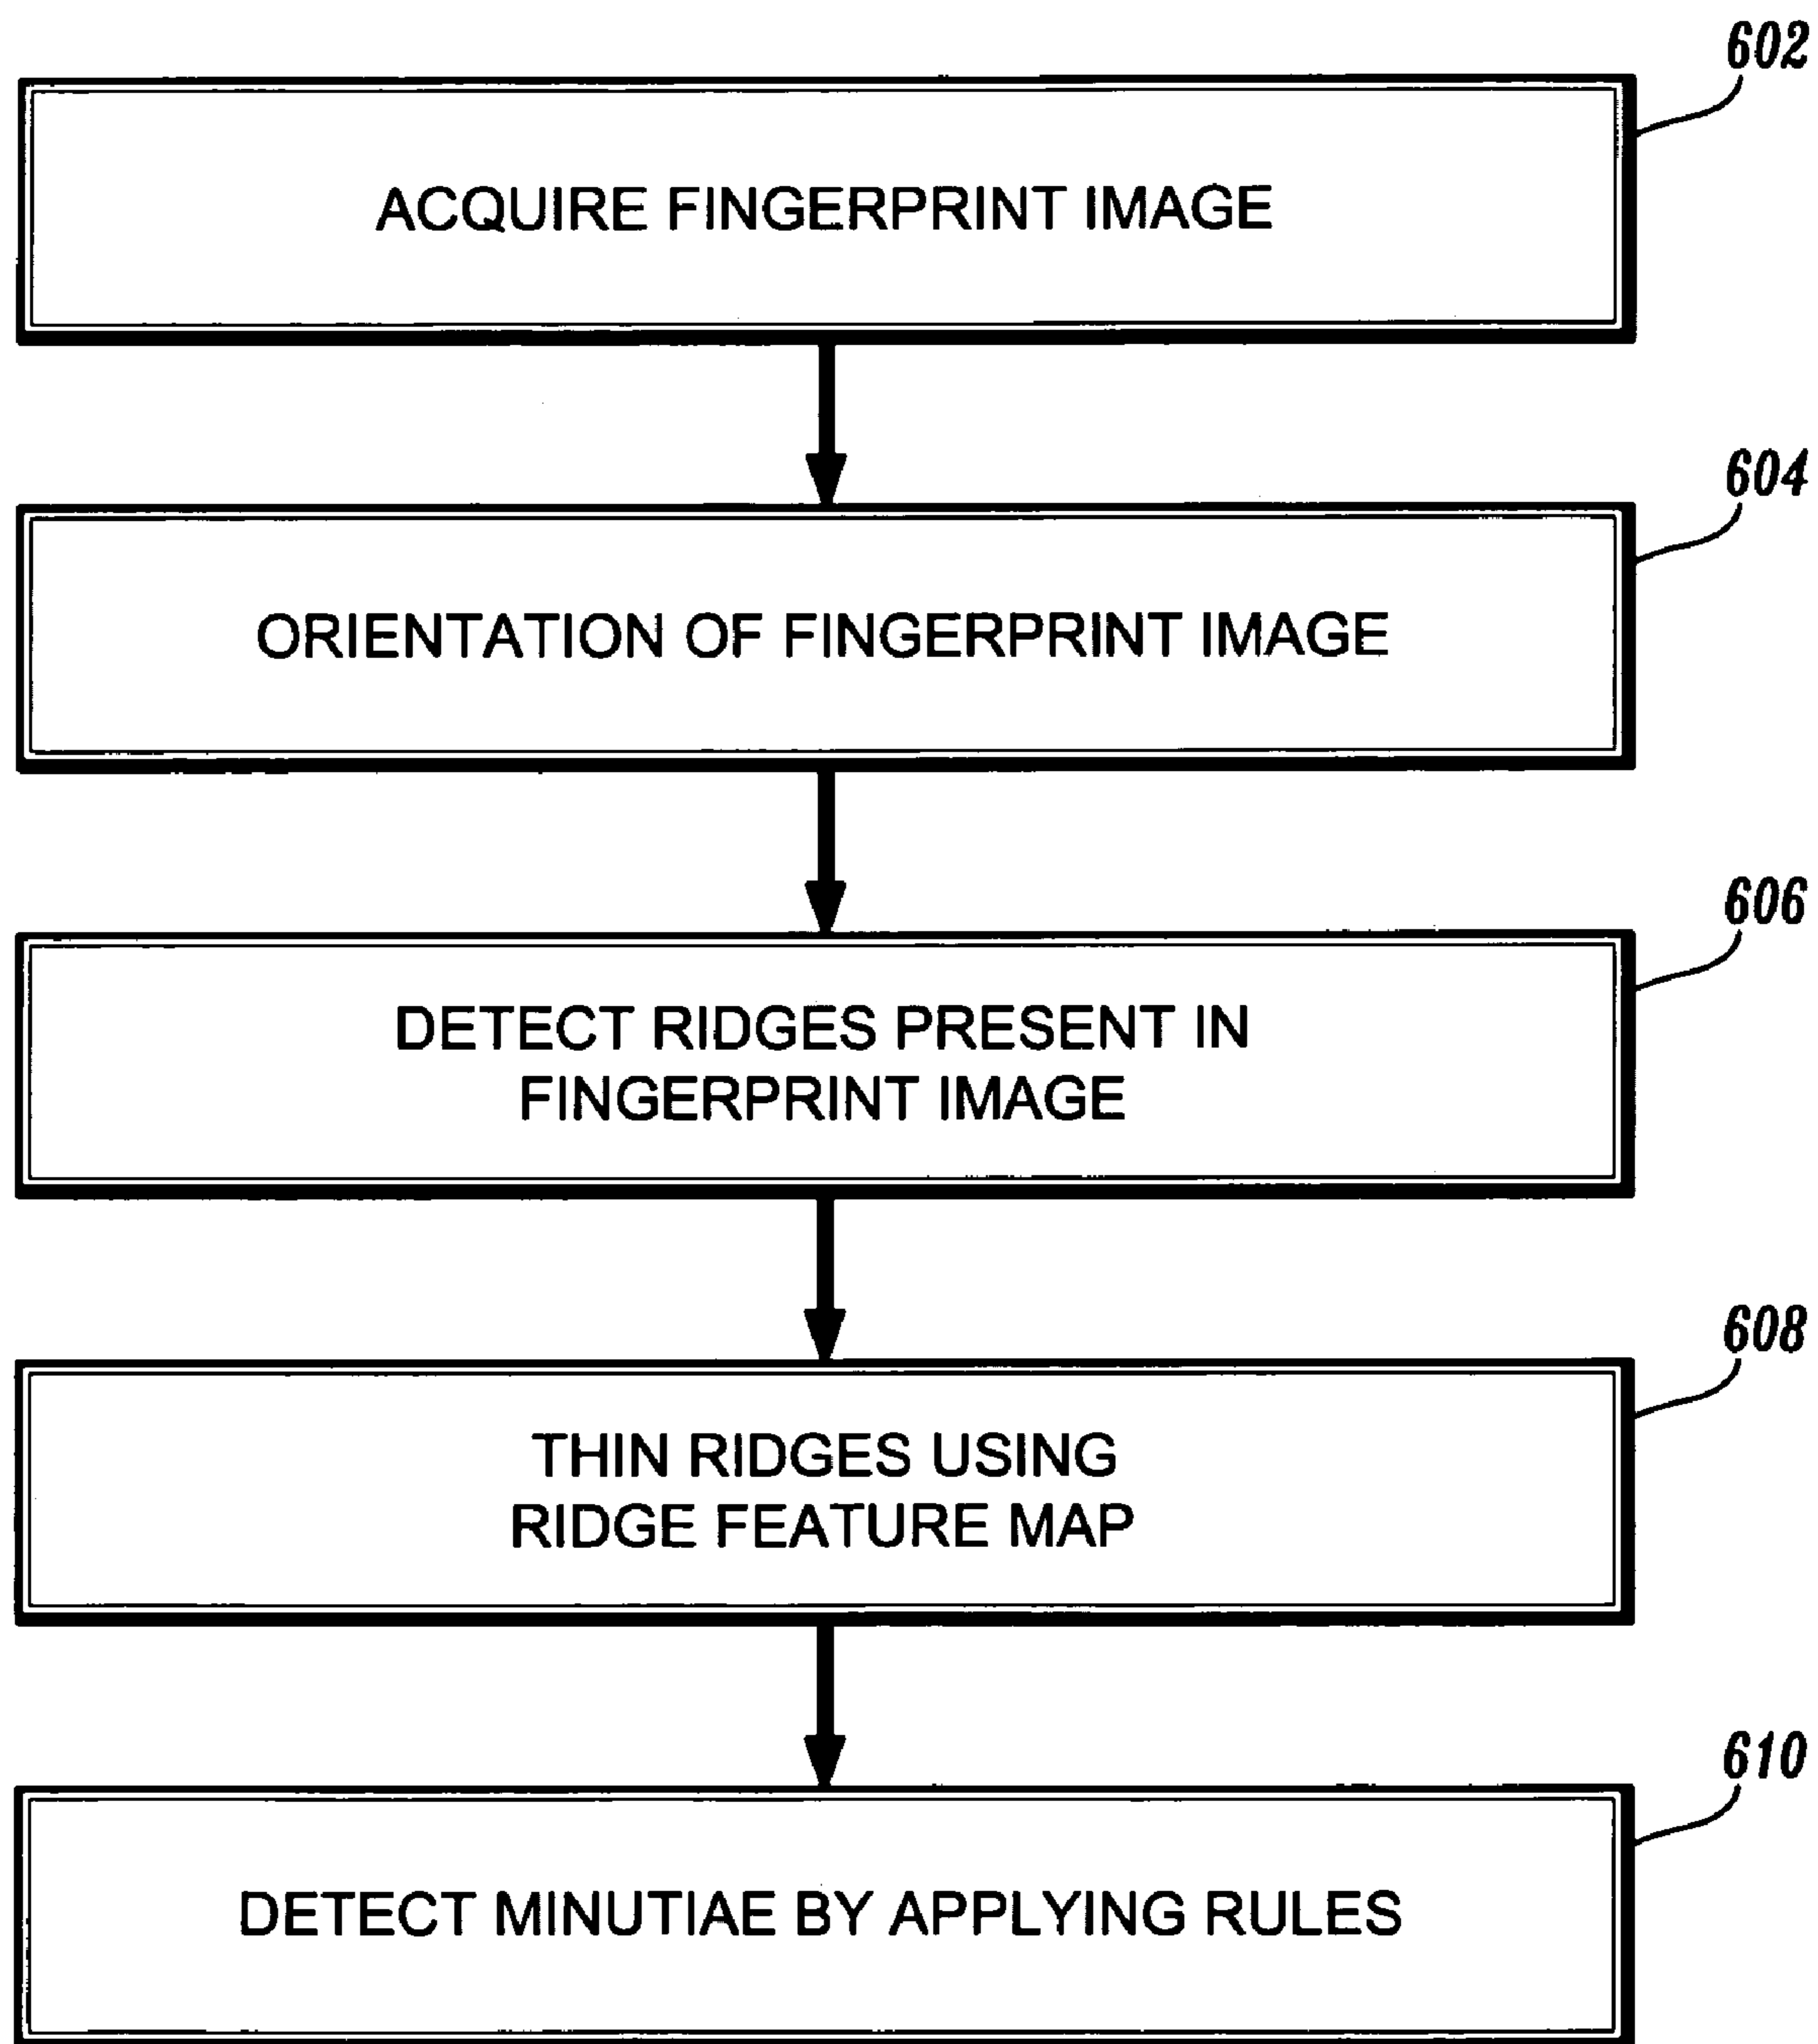 602
ACQUIRE FINGERPRINT IMAGE
604
ORIENTATION OF FINGERPRINT IMAGE
606
DETECT RIDGES PRESENT IN
FINGERPRINT IMAGE
608
THIN RIDGES USING
RIDGE FEATURE MAP
610
DETECT MINUTIAE BY APPLYING RULES